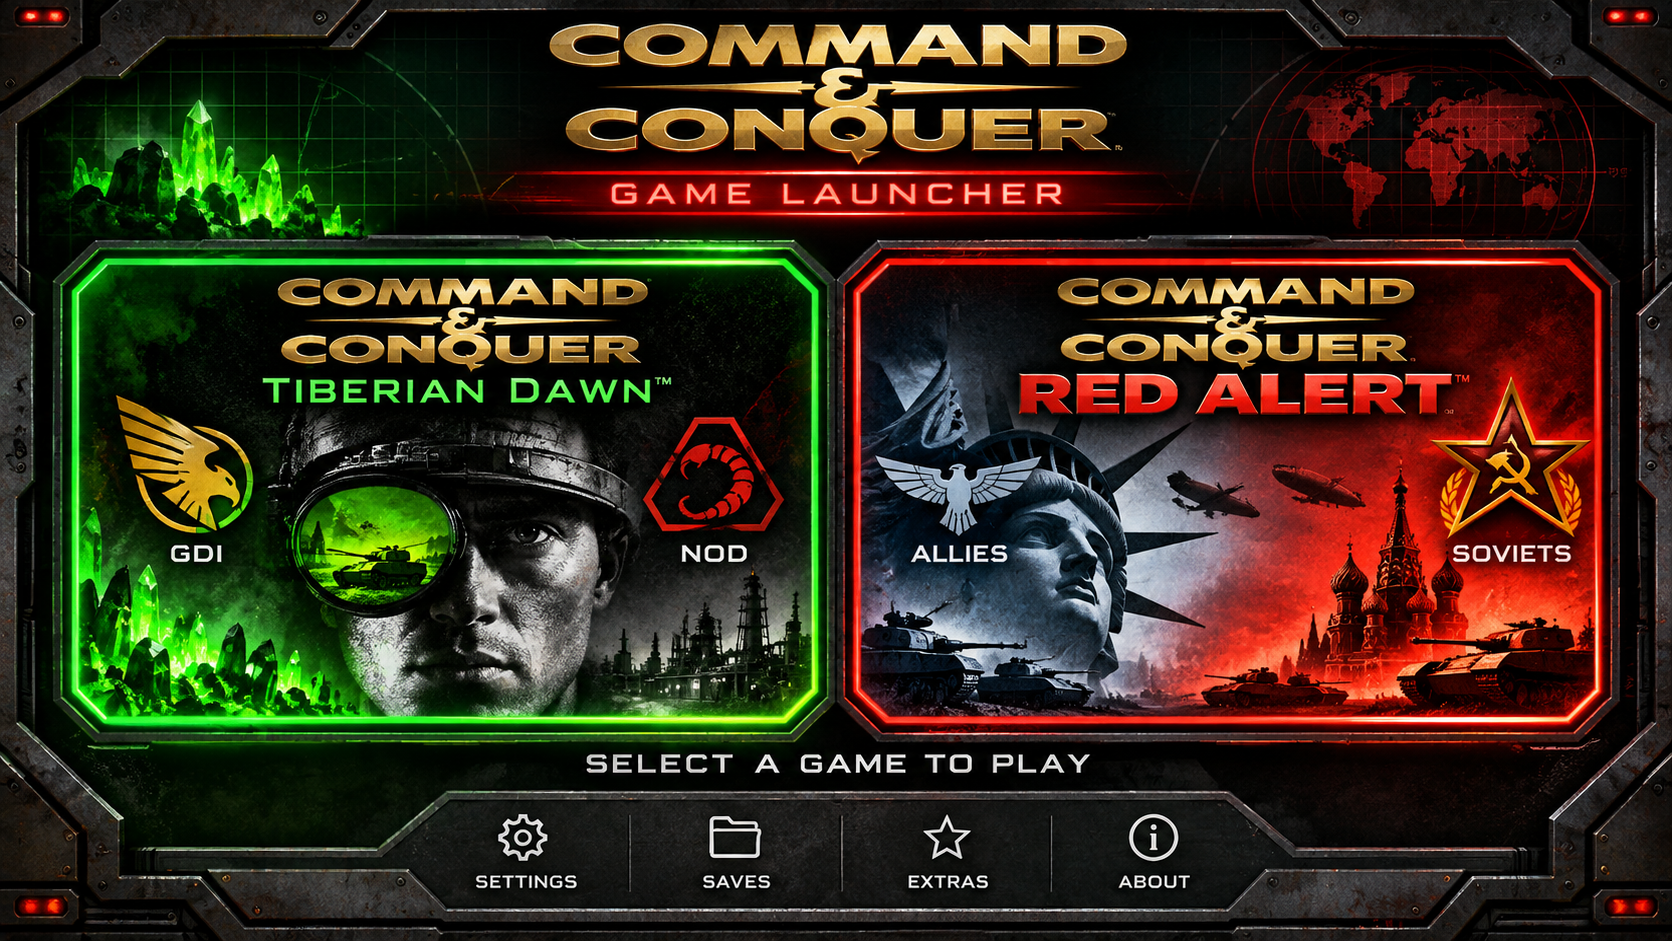 COMMAND
&
CONQUER
GAME LAUNCHER
COMMAND
&
CONQUER
TIBERIAN DAWN™
GDI
NOD
COMMAND
&
CONQUER
RED ALERT™
ALLIES
SOVIETS
SELECT A GAME TO PLAY
SETTINGS
SAVES
EXTRAS
ABOUT